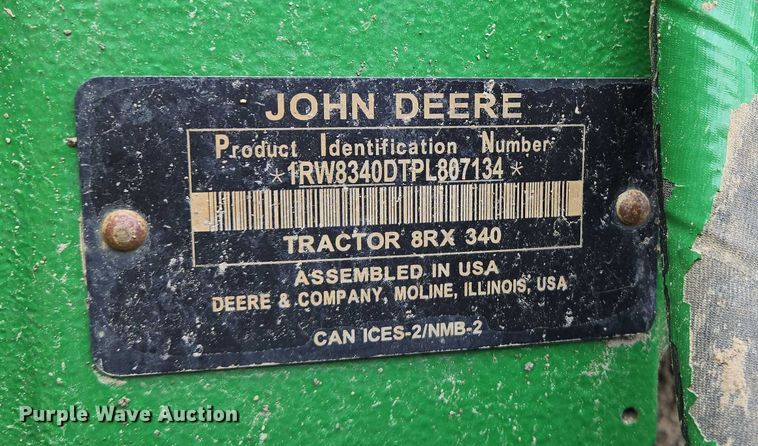 JOHN DEERE
Product Identification Number
*1RW8340DTPL807134*
TRACTOR 8RX 340
ASSEMBLED IN USA
DEERE & COMPANY, MOLINE, ILLINOIS, USA
CAN ICES-2/NMB-2
Purple Wave Auction